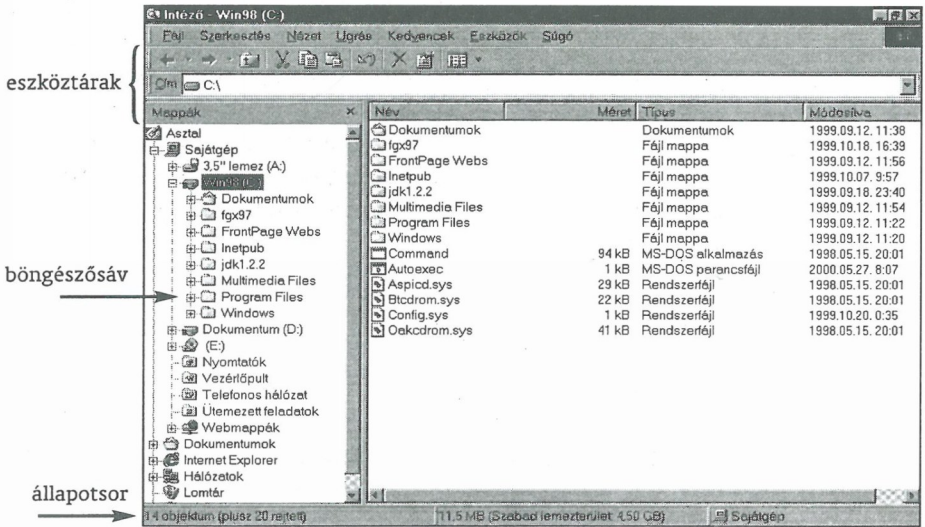 Intéző - Win98 (C:)
Fájl Szerkesztés Nézet Ugrás Kedvencek Eszközök Súgó
eszköztárak
Cím C:\
Mappák ×
Asztal
Sajátgép
3,5" lemez (A:)
Win98 (C:)
Dokumentumok
fgx97
FrontPage Webs
Inetpub
jdk1.2.2
Multimedia Files
böngészősáv
Program Files
Windows
Dokumentum (D:)
(E:)
Nyomtatók
Vezérlőpult
Telefonos hálózat
Ütemezett feladatok
Webmappák
Dokumentumok
Internet Explorer
Hálózatok
Lomtár
Név Méret Típus Módosítva
Dokumentumok Dokumentumok 1999.09.12. 11:38
fgx97 Fájl mappa 1999.10.18. 16:39
FrontPage Webs Fájl mappa 1999.09.12. 11:56
Inetpub Fájl mappa 1999.10.07. 9:57
jdk1.2.2 Fájl mappa 1999.09.18. 23:40
Multimedia Files Fájl mappa 1999.09.12. 11:54
Program Files Fájl mappa 1999.09.12. 11:22
Windows Fájl mappa 1999.09.12. 11:20
Command 94 kB MS-DOS alkalmazás 1998.05.15. 20:01
Autoexec 1 kB MS-DOS parancsfájl 2000.05.27. 8:07
Aspicd.sys 29 kB Rendszerfájl 1998.05.15. 20:01
Btcdrom.sys 22 kB Rendszerfájl 1998.05.15. 20:01
Config.sys 1 kB Rendszerfájl 1999.10.20. 0:35
Oakcdrom.sys 41 kB Rendszerfájl 1998.05.15. 20:01
állapotsor
14 objektum (plusz 20 rejtett) 11,5 MB (Szabad lemezterület: 4,50 GB) Sajátgép